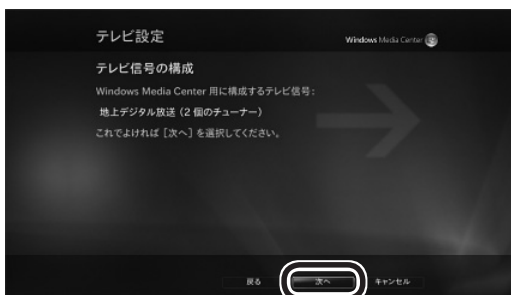 テレビ設定
Windows Media Center
テレビ信号の構成
Windows Media Center 用に構成するテレビ信号:
地上デジタル放送 (2 個のチューナー)
これでよければ [次へ] を選択してください。
戻る 次へ キャンセル